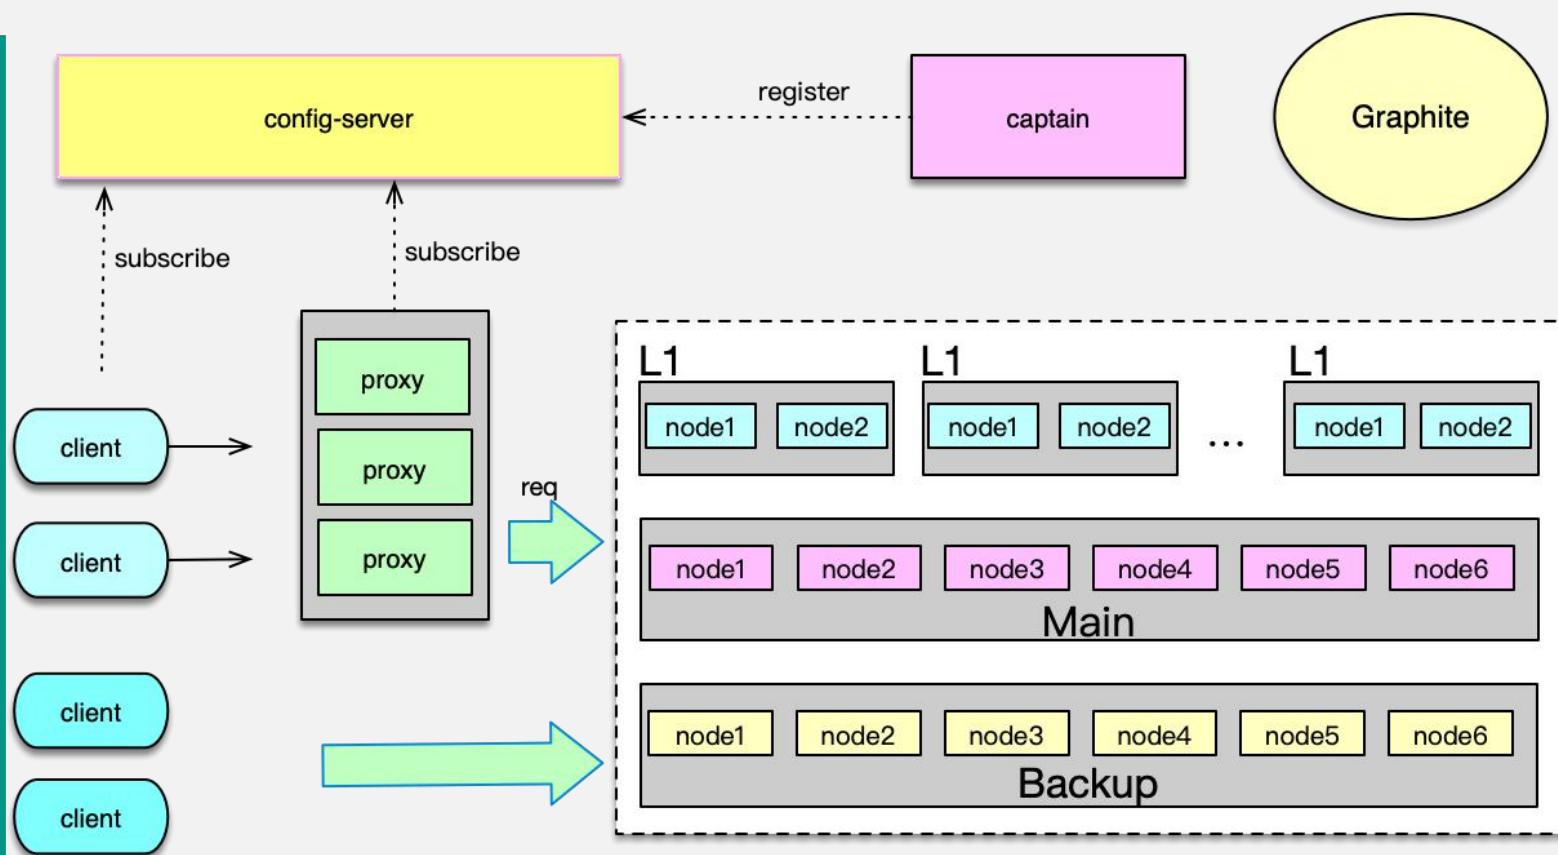 config-server
register
captain
Graphite
subscribe
subscribe
client
client
client
client
proxy
proxy
proxy
req
L1
L1
L1
node1
node2
node1
node2
...
node1
node2
node1
node2
node3
node4
node5
node6
Main
node1
node2
node3
node4
node5
node6
Backup